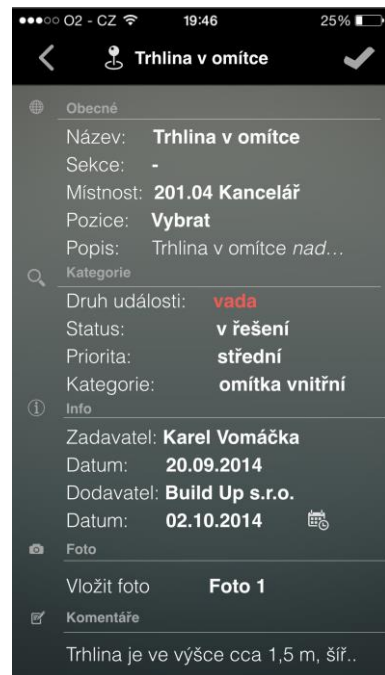 O2 - CZ 19:46 25%
Trhlina v omítce
Obecné
Název: Trhlina v omítce
Sekce: -
Místnost: 201.04 Kancelář
Pozice: Vybrat
Popis: Trhlina v omítce nad...
Kategorie
Druh události: vada
Status: v řešení
Priorita: střední
Kategorie: omítka vnitřní
Info
Zadavatel: Karel Vomáčka
Datum: 20.09.2014
Dodavatel: Build Up s.r.o.
Datum: 02.10.2014
Foto
Vložit foto Foto 1
Komentáře
Trhlina je ve výšce cca 1,5 m, šíř..